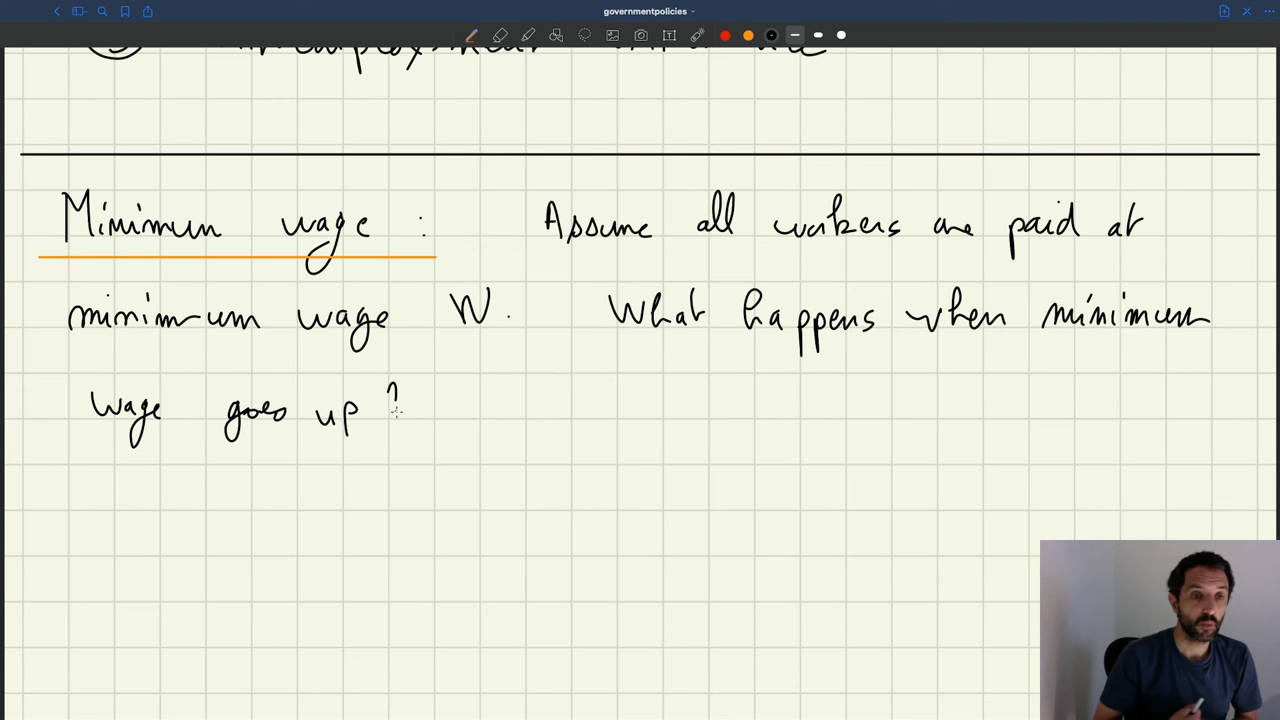 governmentpolicies
Minimum wage : Assume all workers are paid at
minimum wage W. What happens when minimum
wage goes up ?